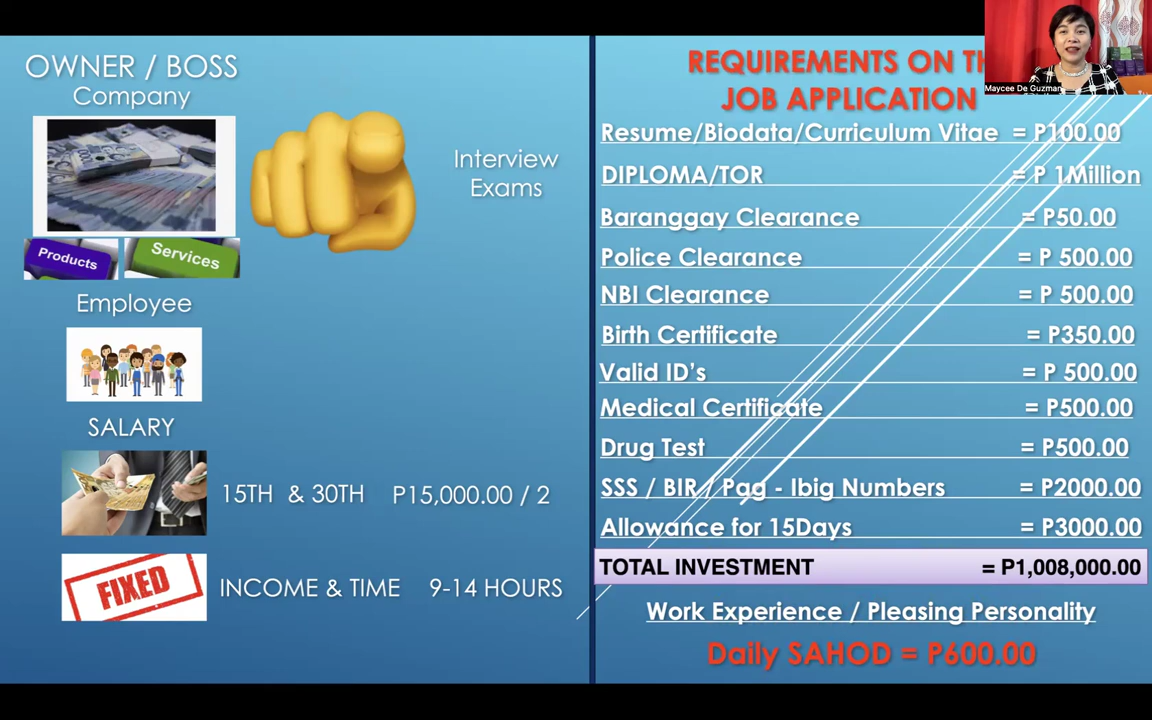 OWNER / BOSS
Company
Products
Services
Interview
Exams
Employee
SALARY
15TH & 30TH P15,000.00 / 2
FIXED
INCOME & TIME 9-14 HOURS
REQUIREMENTS ON TH
JOB APPLICATION
Maycee De Guzman
Resume/Biodata/Curriculum Vitae = P100.00
DIPLOMA/TOR = P 1Million
Baranggay Clearance = P50.00
Police Clearance = P 500.00
NBI Clearance = P 500.00
Birth Certificate = P350.00
Valid ID's = P 500.00
Medical Certificate = P500.00
Drug Test = P500.00
SSS / BIR / Pag - Ibig Numbers = P2000.00
Allowance for 15Days = P3000.00
TOTAL INVESTMENT = P1,008,000.00
Work Experience / Pleasing Personality
Daily SAHOD = P600.00